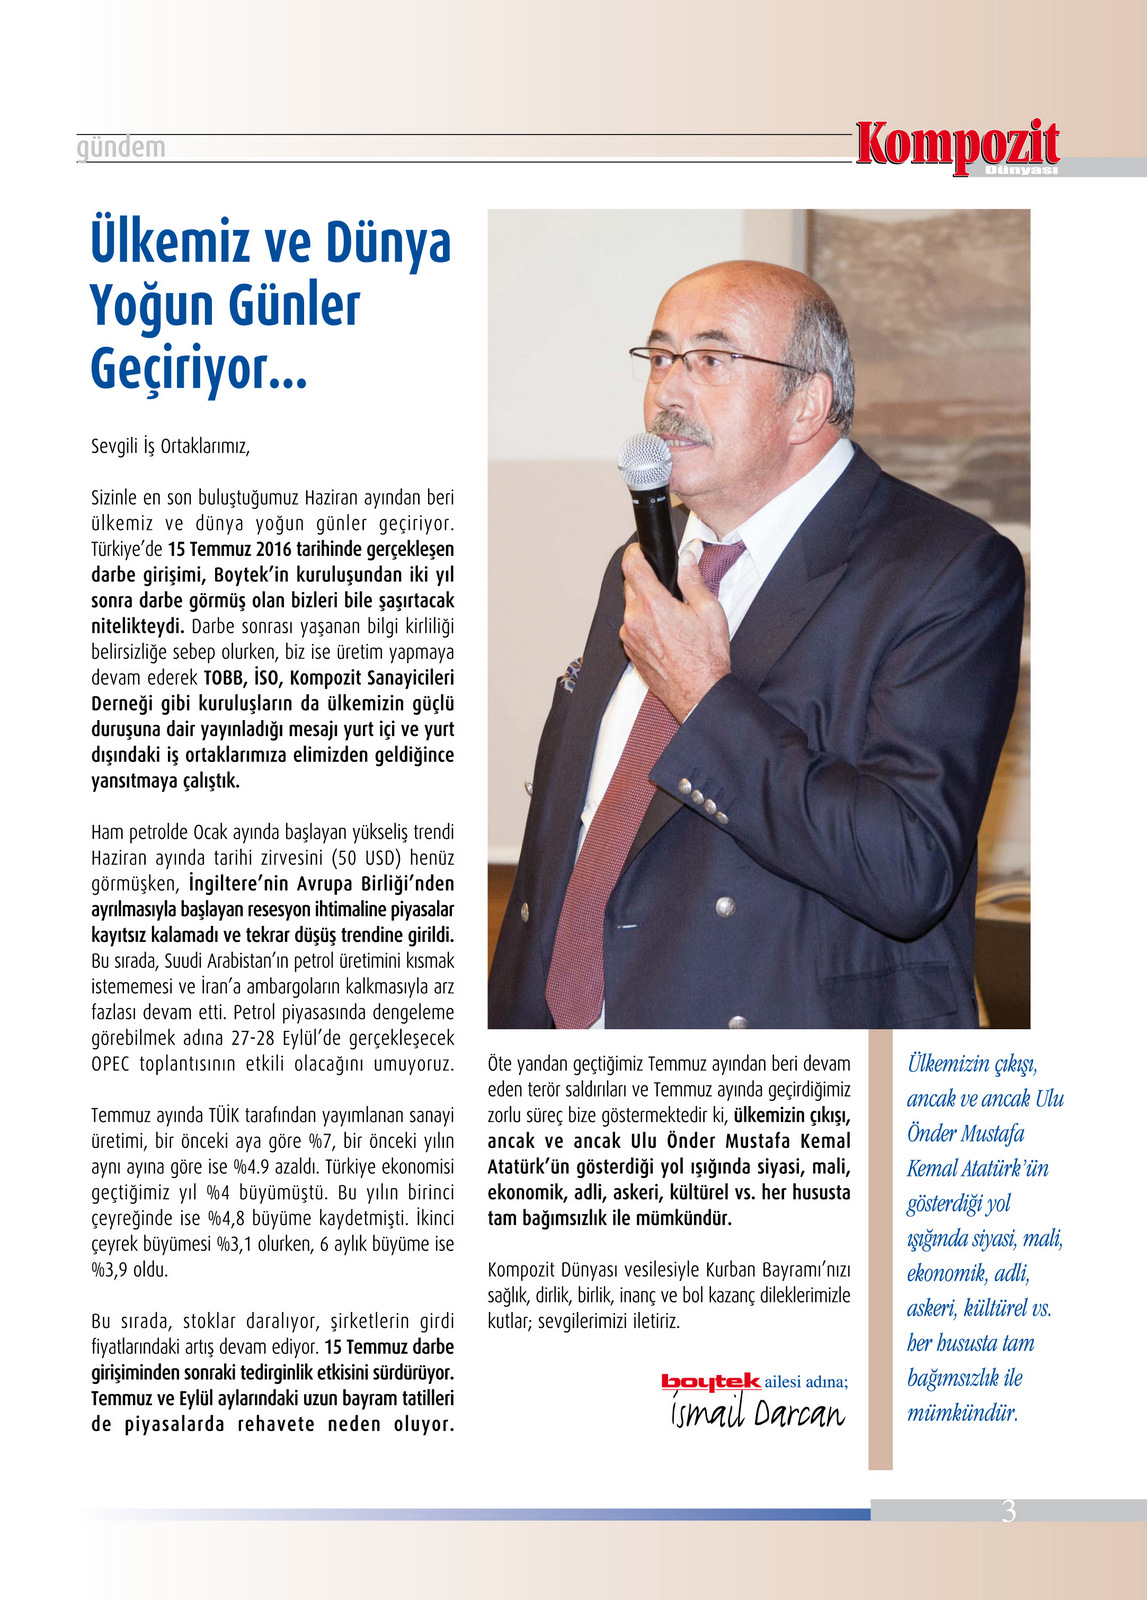 gündem
Kompozit
Dünyası
Ülkemiz ve Dünya
Yoğun Günler
Geçiriyor...
Sevgili İş Ortaklarımız,
Sizinle en son buluştuğumuz Haziran ayından beri
ülkemiz ve dünya yoğun günler geçiriyor.
Türkiye’de 15 Temmuz 2016 tarihinde gerçekleşen
darbe girişimi, Boytek’in kuruluşundan iki yıl
sonra darbe görmüş olan bizleri bile şaşırtacak
nitelikteydi. Darbe sonrası yaşanan bilgi kirliliği
belirsizliğe sebep olurken, biz ise üretim yapmaya
devam ederek TOBB, İSO, Kompozit Sanayicileri
Derneği gibi kuruluşların da ülkemizin güçlü
duruşuna dair yayınladığı mesajı yurt içi ve yurt
dışındaki iş ortaklarımıza elimizden geldiğince
yansıtmaya çalıştık.
Ham petrolde Ocak ayında başlayan yükseliş trendi
Haziran ayında tarihi zirvesini (50 USD) henüz
görmüşken, İngiltere’nin Avrupa Birliği’nden
ayrılmasıyla başlayan resesyon ihtimaline piyasalar
kayıtsız kalamadı ve tekrar düşüş trendine girildi.
Bu sırada, Suudi Arabistan’ın petrol üretimini kısmak
istememesi ve İran’a ambargoların kalkmasıyla arz
fazlası devam etti. Petrol piyasasında dengeleme
görebilmek adına 27-28 Eylül’de gerçekleşecek
OPEC toplantısının etkili olacağını umuyoruz.
Temmuz ayında TÜİK tarafından yayımlanan sanayi
üretimi, bir önceki aya göre %7, bir önceki yılın
aynı ayına göre ise %4.9 azaldı. Türkiye ekonomisi
geçtiğimiz yıl %4 büyümüştü. Bu yılın birinci
çeyreğinde ise %4,8 büyüme kaydetmişti. İkinci
çeyrek büyümesi %3,1 olurken, 6 aylık büyüme ise
%3,9 oldu.
Bu sırada, stoklar daralıyor, şirketlerin girdi
fiyatlarındaki artış devam ediyor. 15 Temmuz darbe
girişiminden sonraki tedirginlik etkisini sürdürüyor.
Temmuz ve Eylül aylarındaki uzun bayram tatilleri
de piyasalarda rehavete neden oluyor.
Öte yandan geçtiğimiz Temmuz ayından beri devam
eden terör saldırıları ve Temmuz ayında geçirdiğimiz
zorlu süreç bize göstermektedir ki, ülkemizin çıkışı,
ancak ve ancak Ulu Önder Mustafa Kemal
Atatürk’ün gösterdiği yol ışığında siyasi, mali,
ekonomik, adli, askeri, kültürel vs. her hususta
tam bağımsızlık ile mümkündür.
Kompozit Dünyası vesilesiyle Kurban Bayramı’nızı
sağlık, dirlik, birlik, inanç ve bol kazanç dileklerimizle
kutlar; sevgilerimizi iletiriz.
boytek ailesi adına;
İsmail Darcan
Ülkemizin çıkışı,
ancak ve ancak Ulu
Önder Mustafa
Kemal Atatürk’ün
gösterdiği yol
ışığında siyasi, mali,
ekonomik, adli,
askeri, kültürel vs.
her hususta tam
bağımsızlık ile
mümkündür.
3